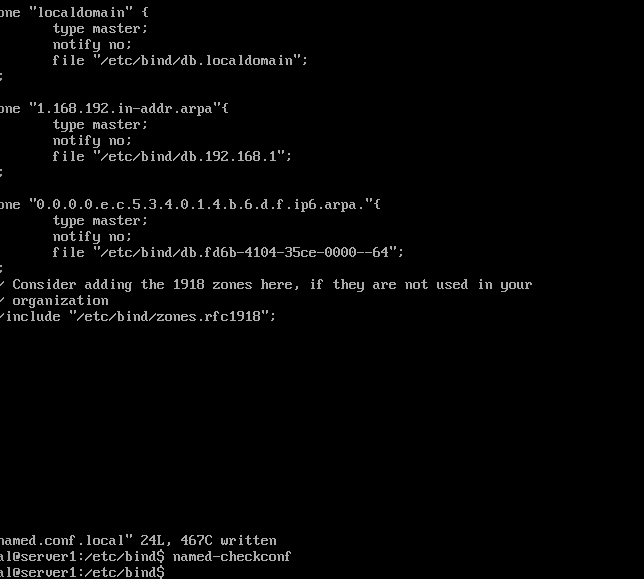 one "localdomain" {
type master;
notify no;
file "/etc/bind/db.localdomain";
;
one "1.168.192.in-addr.arpa"{
type master;
notify no;
file "/etc/bind/db.192.168.1";
;
one "0.0.0.0.e.c.5.3.4.0.1.4.b.6.d.f.ip6.arpa."{
type master;
notify no;
file "/etc/bind/db.fd6b-4104-35ce-0000--64";
;
/ Consider adding the 1918 zones here, if they are not used in your
/ organization
/include "/etc/bind/zones.rfc1918";
named.conf.local" 24L, 467C written
al@server1:/etc/bind$ named-checkconf
al@server1:/etc/bind$